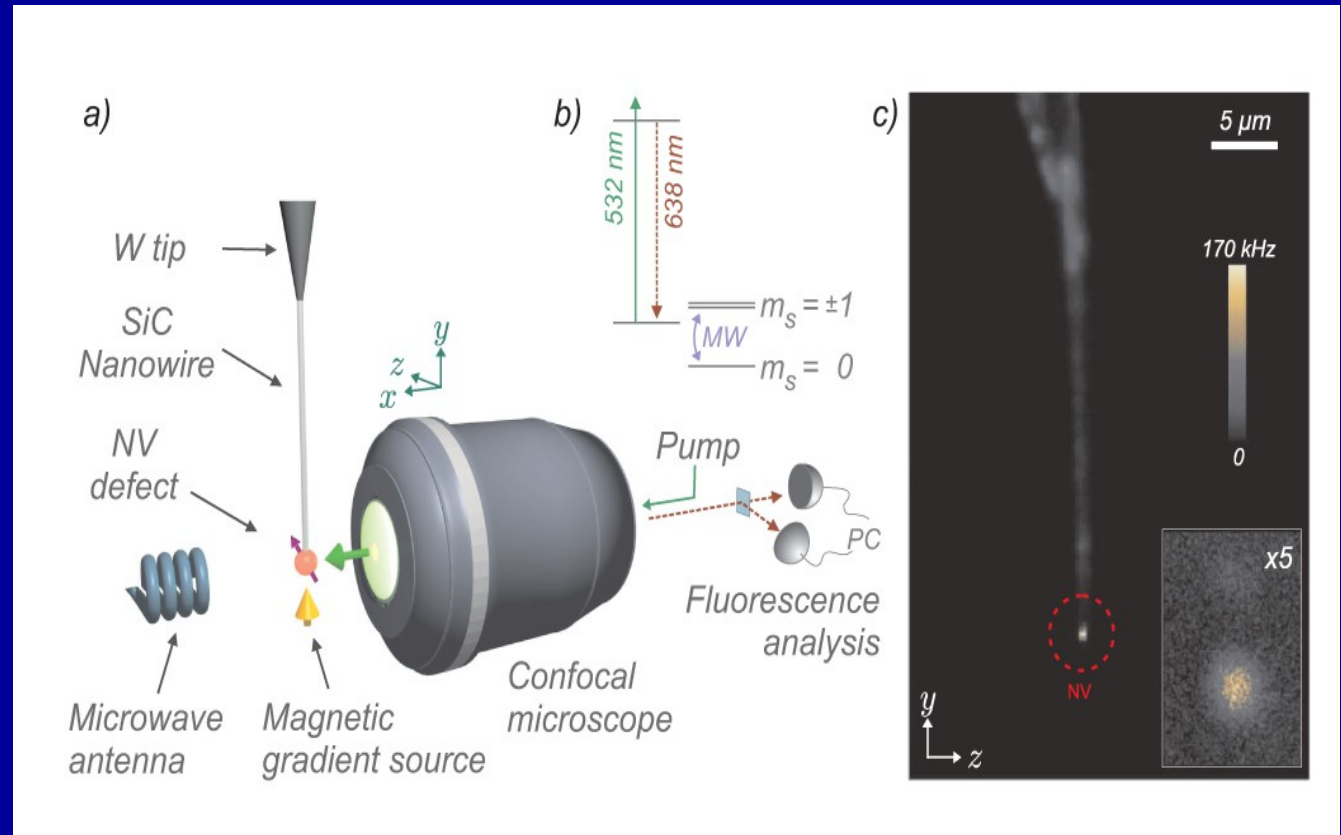 a)
W tip
SiC
Nanowire
NV
defect
Microwave
antenna
Magnetic
gradient source
y
z
x
Confocal
microscope
Pump
PC
Fluorescence
analysis
b)
532 nm
638 nm
MW
m_s = ±1
m_s = 0
c)
5 µm
170 kHz
0
x5
NV
y
z